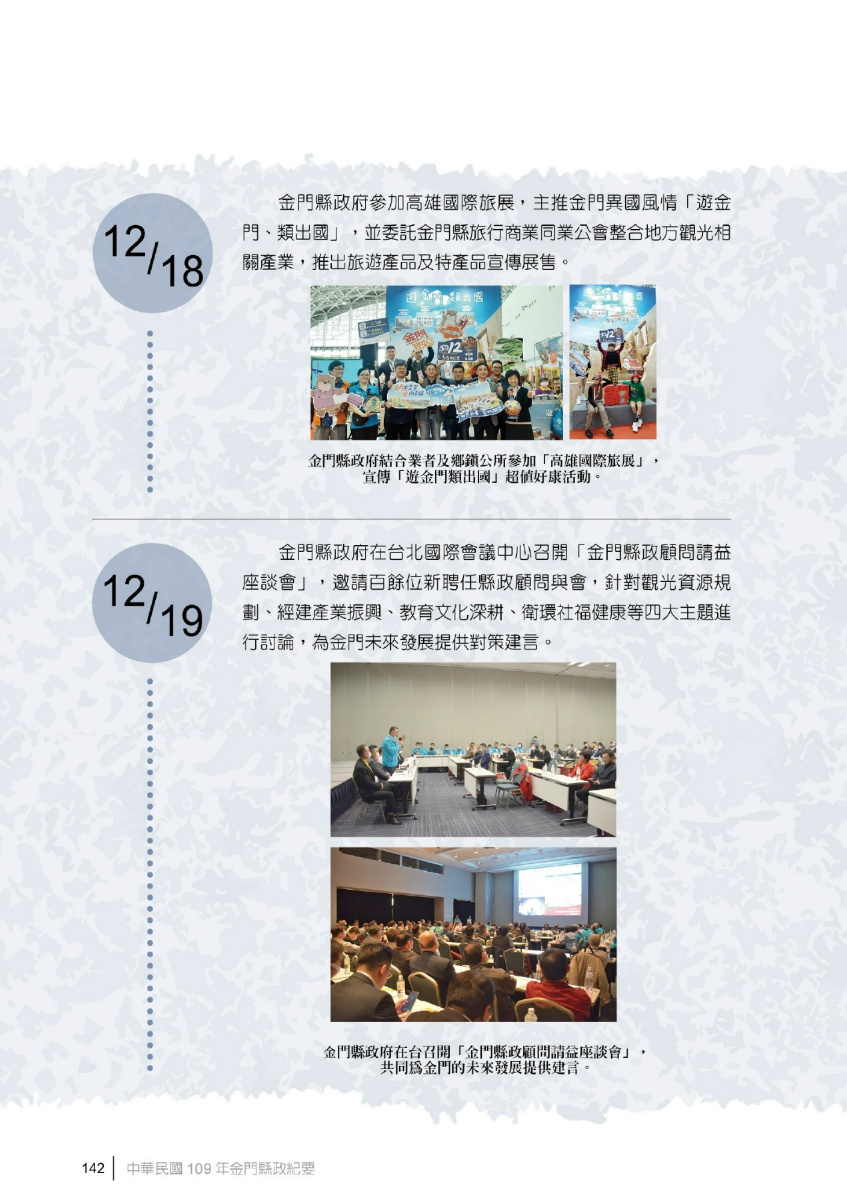 12/18
金門縣政府參加高雄國際旅展，主推金門異國風情「遊金
門、類出國」，並委託金門縣旅行商業同業公會整合地方觀光相
關產業，推出旅遊產品及特產品宣傳展售。
遊金門 類出國
金門
金門縣政府結合業者及鄉鎮公所參加「高雄國際旅展」，
宣傳「遊金門類出國」超值好康活動。
12/19
金門縣政府在台北國際會議中心召開「金門縣政顧問請益
座談會」，邀請百餘位新聘任縣政顧問與會，針對觀光資源規
劃、經建產業振興、教育文化深耕、衛環社福健康等四大主題進
行討論，為金門未來發展提供對策建言。
金門縣政府在台召開「金門縣政顧問請益座談會」，
共同為金門的未來發展提供建言。
142
中華民國 109 年金門縣政紀要